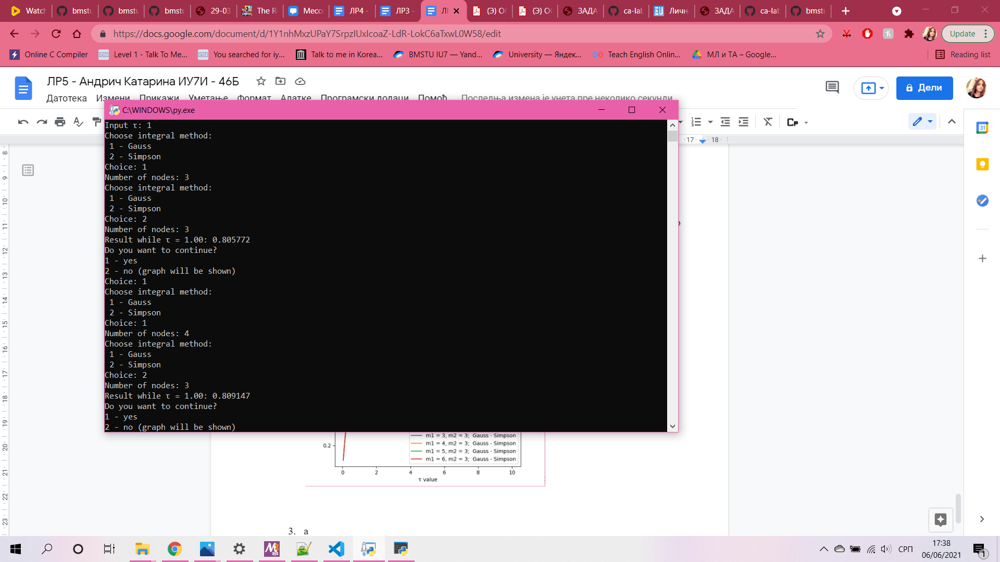 Watch
bmstu
bmstu
bmstu
29-03
The R
Mecc
ЛР4 -
ЛР3 -
ЛР
(Э) О
(Э) О
ЗАДА
ca-lab
Личн
ЗАДА
ca-lab
bmstu
https://docs.google.com/document/d/1Y1nhMxzUPaY7SrpzIUxIcoaZ-LdR-LokC6aTxwL0W58/edit
Update
Online C Compiler
Level 1 - Talk To Me...
You searched for iy...
Talk to me in Korea...
BMSTU IU7 — Yand...
University — Яндек...
Teach English Onlin...
МЛ и ТА – Google...
Reading list
ЛР5 - Андрич Катарина ИУ7И - 46Б
Датотека Измени Прикажи Уметање Формат Алатке Програмски додаци Помоћ Последња измена је унета пре неколико секунди
Дели
C:\WINDOWS\py.exe
17 18
Input τ: 1
Choose integral method:
1 - Gauss
2 - Simpson
Choice: 1
Number of nodes: 3
Choose integral method:
1 - Gauss
2 - Simpson
Choice: 2
Number of nodes: 3
Result while τ = 1.00: 0.805772
Do you want to continue?
1 - yes
2 - no (graph will be shown)
Choice: 1
Choose integral method:
1 - Gauss
2 - Simpson
Choice: 1
Number of nodes: 4
Choose integral method:
1 - Gauss
2 - Simpson
Choice: 2
Number of nodes: 3
Result while τ = 1.00: 0.809147
Do you want to continue?
1 - yes
2 - no (graph will be shown)
8
9
10
11
12
13
14
15
16
17
18
19
20
21
22
23
31
m1 = 3, m2 = 3; Gauss - Simpson
m1 = 4, m2 = 3; Gauss - Simpson
m1 = 5, m2 = 3; Gauss - Simpson
m1 = 6, m2 = 3; Gauss - Simpson
0.2
0 2 4 6 8 10
τ value
3. а
СРП
17:38
06/06/2021
1